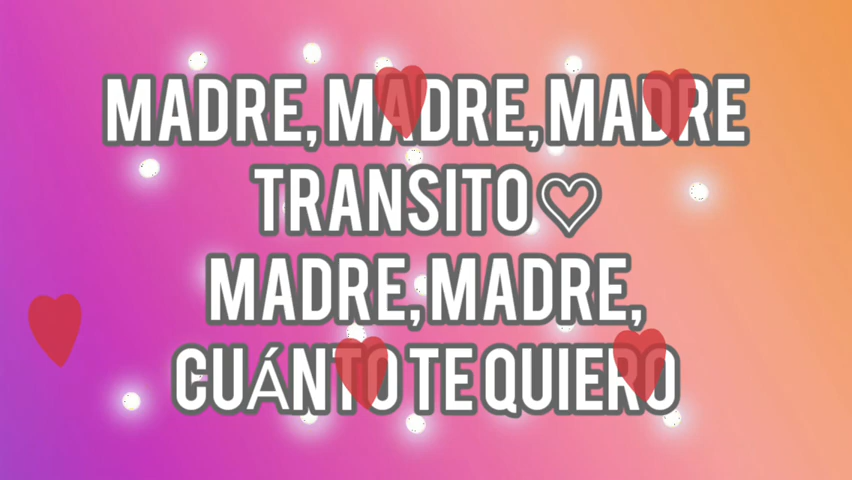 MADRE, MADRE, MADRE
TRANSITO ♡
MADRE, MADRE,
CUÁNTO TE QUIERO